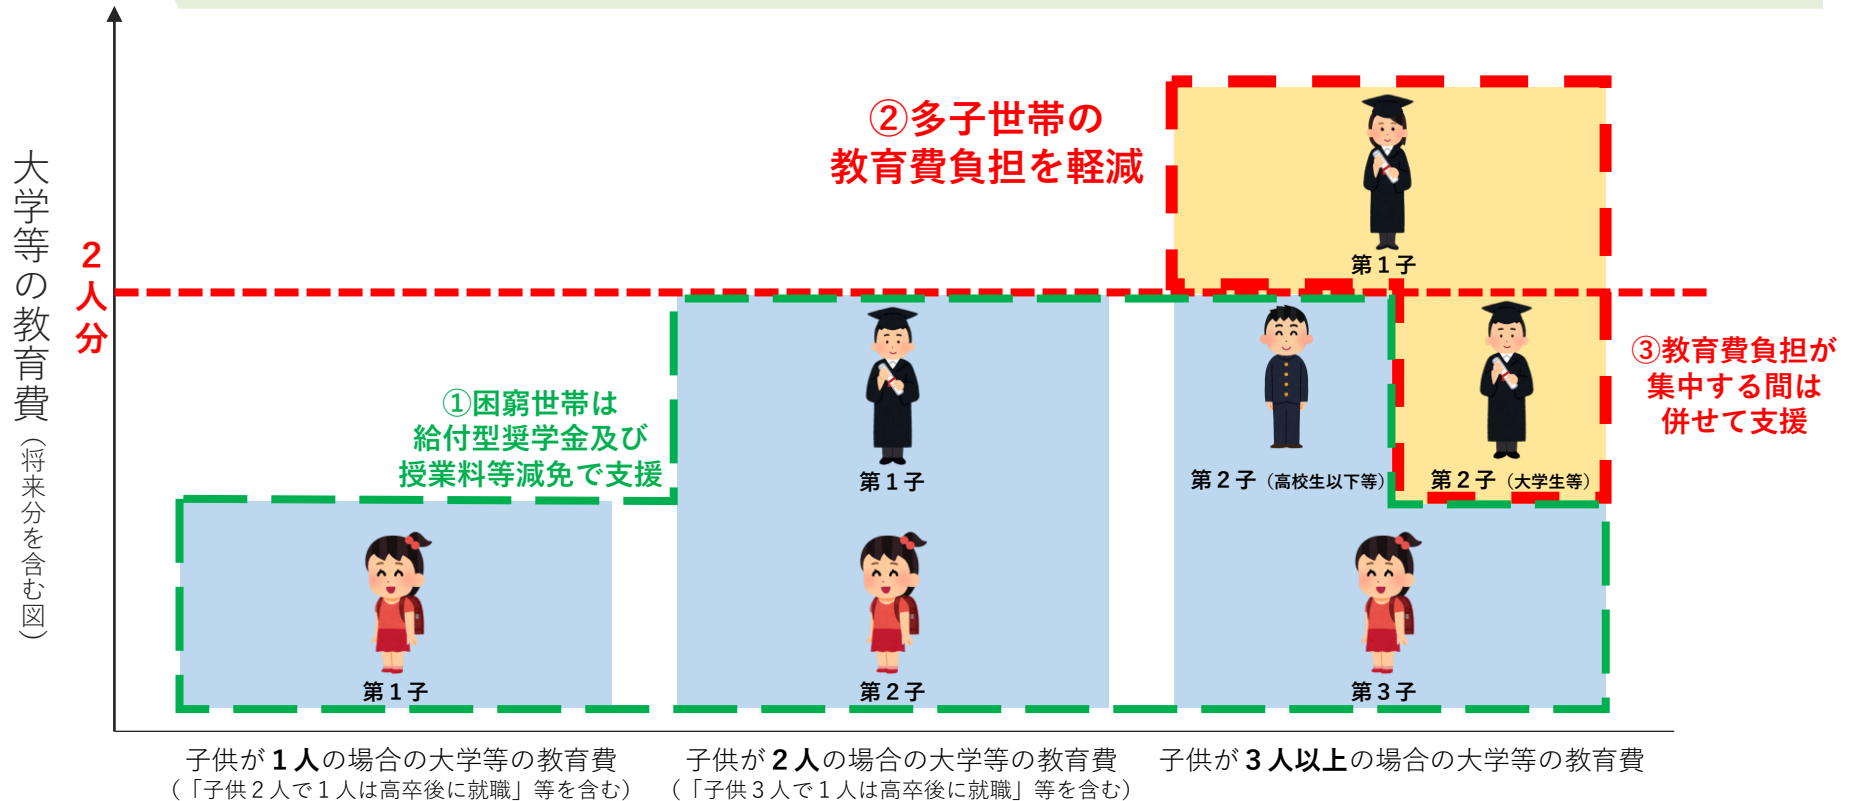 大学等の教育費（将来分を含む図）
2人分
②多子世帯の
教育費負担を軽減
第１子
①困窮世帯は
給付型奨学金及び
授業料等減免で支援
第１子
第２子（高校生以下等）
第２子（大学生等）
③教育費負担が
集中する間は
併せて支援
第１子
第２子
第３子
子供が１人の場合の大学等の教育費
（「子供２人で１人は高卒後に就職」等を含む）
子供が２人の場合の大学等の教育費
（「子供３人で１人は高卒後に就職」等を含む）
子供が３人以上の場合の大学等の教育費